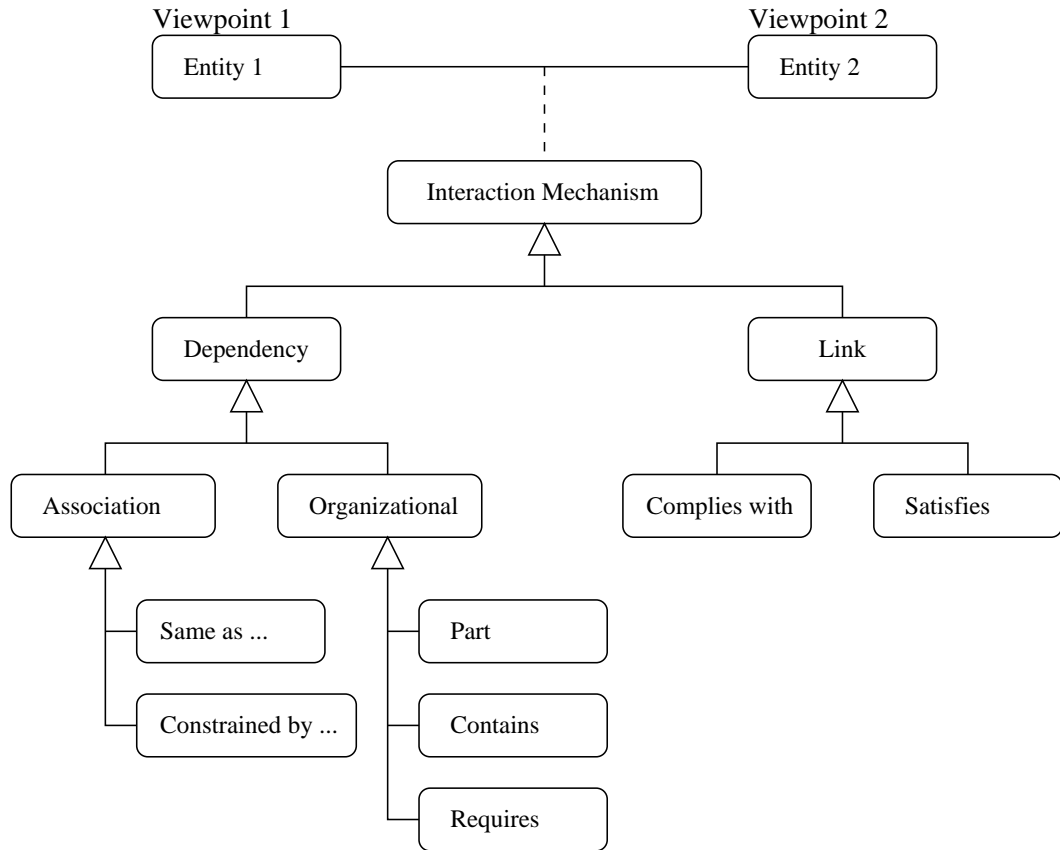 Viewpoint 1
Viewpoint 2
Entity 1
Entity 2
Interaction Mechanism
Dependency
Link
Association
Organizational
Complies with
Satisfies
Same as ...
Part
Constrained by ...
Contains
Requires